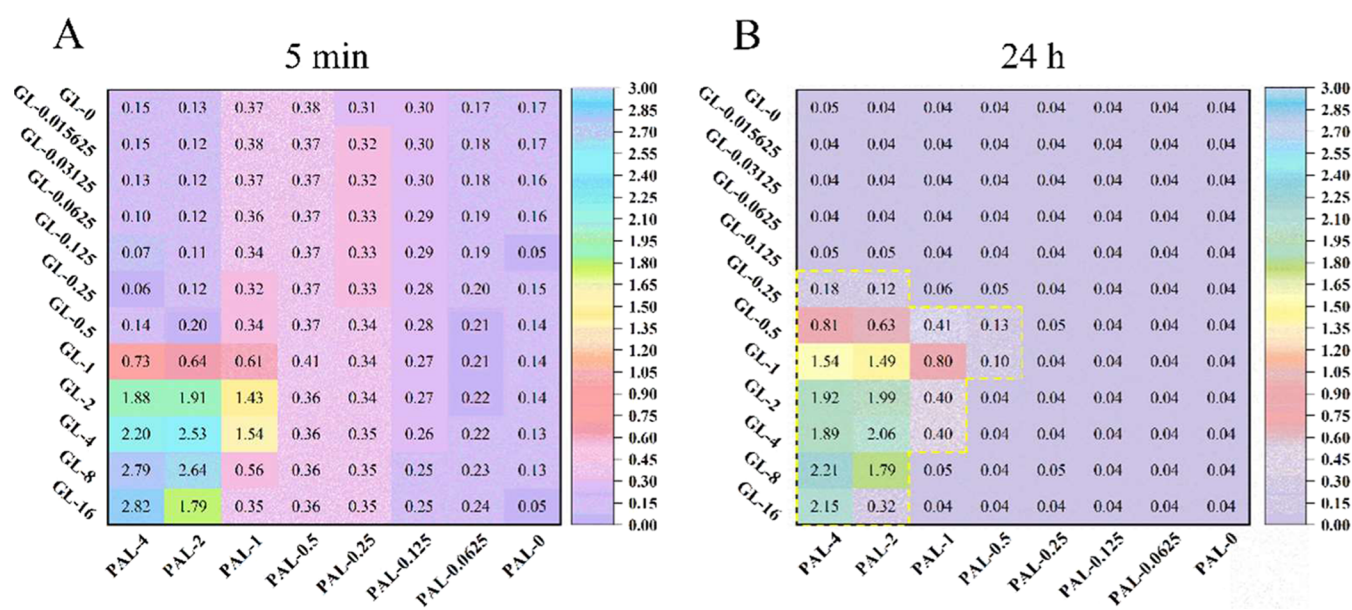 A
5 min
GL-0 0.15 0.13 0.37 0.38 0.31 0.30 0.17 0.17
GL-0.015625 0.15 0.12 0.38 0.37 0.32 0.30 0.18 0.17
GL-0.03125 0.13 0.12 0.37 0.37 0.32 0.30 0.18 0.16
GL-0.0625 0.10 0.12 0.36 0.37 0.33 0.29 0.19 0.16
GL-0.125 0.07 0.11 0.34 0.37 0.33 0.29 0.19 0.05
GL-0.25 0.06 0.12 0.32 0.37 0.33 0.28 0.20 0.15
GL-0.5 0.14 0.20 0.34 0.37 0.34 0.28 0.21 0.14
GL-1 0.73 0.64 0.61 0.41 0.34 0.27 0.21 0.14
GL-2 1.88 1.91 1.43 0.36 0.34 0.27 0.22 0.14
GL-4 2.20 2.53 1.54 0.36 0.35 0.26 0.22 0.13
GL-8 2.79 2.64 0.56 0.36 0.35 0.25 0.23 0.13
GL-16 2.82 1.79 0.35 0.36 0.35 0.25 0.24 0.05
PAL-4 PAL-2 PAL-1 PAL-0.5 PAL-0.25 PAL-0.125 PAL-0.0625 PAL-0
3.00
2.85
2.70
2.55
2.40
2.25
2.10
1.95
1.80
1.65
1.50
1.35
1.20
1.05
0.90
0.75
0.60
0.45
0.30
0.15
0.00
B
24 h
GL-0 0.05 0.04 0.04 0.04 0.04 0.04 0.04 0.04
GL-0.015625 0.04 0.04 0.04 0.04 0.04 0.04 0.04 0.04
GL-0.03125 0.04 0.04 0.04 0.04 0.04 0.04 0.04 0.04
GL-0.0625 0.04 0.04 0.04 0.04 0.04 0.04 0.04 0.04
GL-0.125 0.05 0.05 0.04 0.04 0.04 0.04 0.04 0.04
GL-0.25 0.18 0.12 0.06 0.05 0.04 0.04 0.04 0.04
GL-0.5 0.81 0.63 0.41 0.13 0.05 0.04 0.04 0.04
GL-1 1.54 1.49 0.80 0.10 0.04 0.04 0.04 0.04
GL-2 1.92 1.99 0.40 0.04 0.04 0.04 0.04 0.04
GL-4 1.89 2.06 0.40 0.04 0.04 0.04 0.04 0.04
GL-8 2.21 1.79 0.05 0.04 0.05 0.04 0.04 0.04
GL-16 2.15 0.32 0.04 0.04 0.04 0.04 0.04 0.04
PAL-4 PAL-2 PAL-1 PAL-0.5 PAL-0.25 PAL-0.125 PAL-0.0625 PAL-0
3.00
2.85
2.70
2.55
2.40
2.25
2.10
1.95
1.80
1.65
1.50
1.35
1.20
1.05
0.90
0.75
0.60
0.45
0.30
0.15
0.00